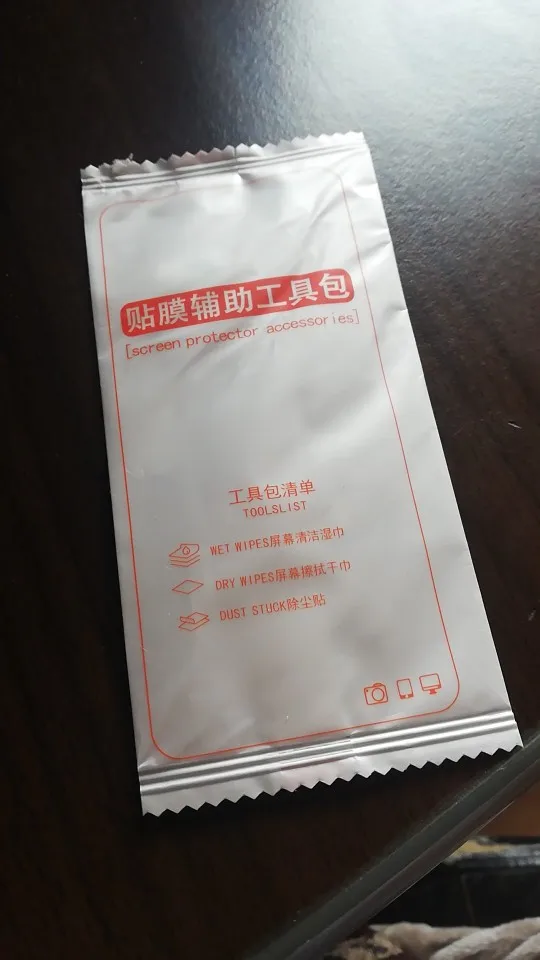 贴膜辅助工具包
[screen protector accessories]
工具包清单
TOOLSLIST
WET WIPES屏幕清洁湿巾
DRY WIPES屏幕擦拭干巾
DUST STUCK除尘贴